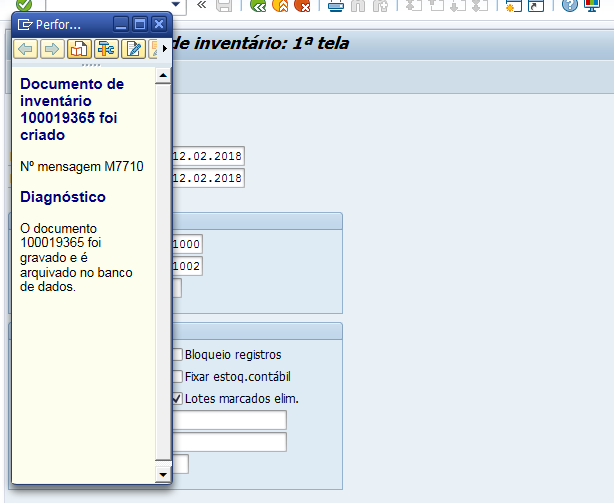 Perfor...
de inventário: 1ª tela
Documento de
inventário
100019365 foi
criado
Nº mensagem M7710
Diagnóstico
O documento
100019365 foi
gravado e é
arquivado no banco
de dados.
12.02.2018
12.02.2018
1000
1002
Bloqueio registros
Fixar estoq.contábil
Lotes marcados elim.